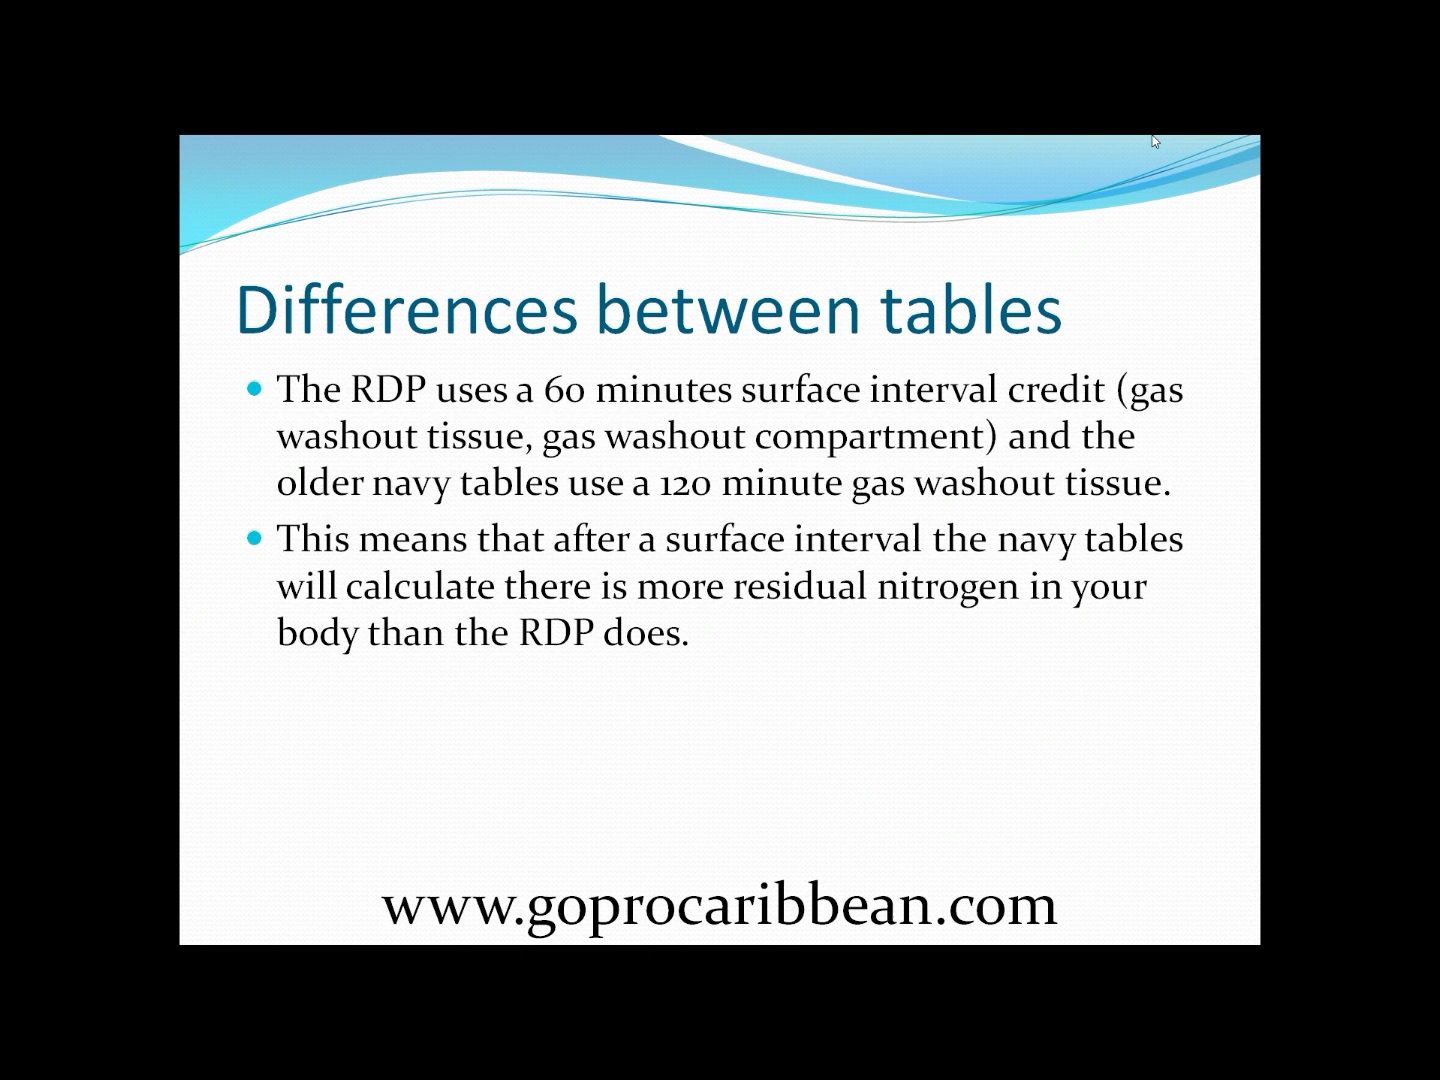 Differences between tables
The RDP uses a 60 minutes surface interval credit (gas
washout tissue, gas washout compartment) and the
older navy tables use a 120 minute gas washout tissue.
This means that after a surface interval the navy tables
will calculate there is more residual nitrogen in your
body than the RDP does.
www.goprocaribbean.com